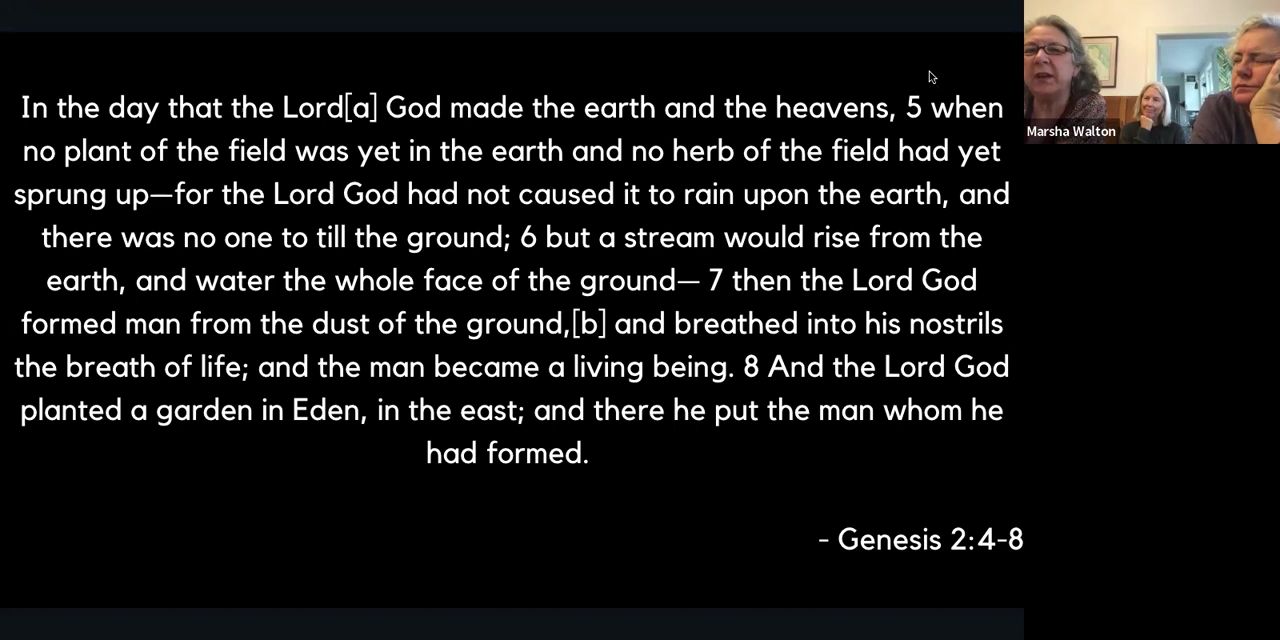 In the day that the Lord[a] God made the earth and the heavens, 5 when
no plant of the field was yet in the earth and no herb of the field had yet
sprung up—for the Lord God had not caused it to rain upon the earth, and
there was no one to till the ground; 6 but a stream would rise from the
earth, and water the whole face of the ground— 7 then the Lord God
formed man from the dust of the ground,[b] and breathed into his nostrils
the breath of life; and the man became a living being. 8 And the Lord God
planted a garden in Eden, in the east; and there he put the man whom he
had formed.
- Genesis 2:4-8
Marsha Walton